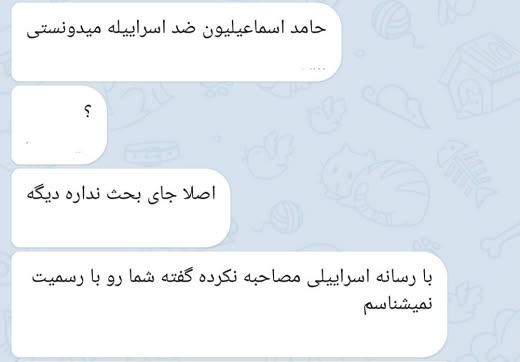 حامد اسماعیلیون ضد اسراییله میدونستی
؟
اصلا جای بحث نداره دیگه
با رسانه اسراییلی مصاحبه نکرده گفته شما رو با رسمیت
نمیشناسم